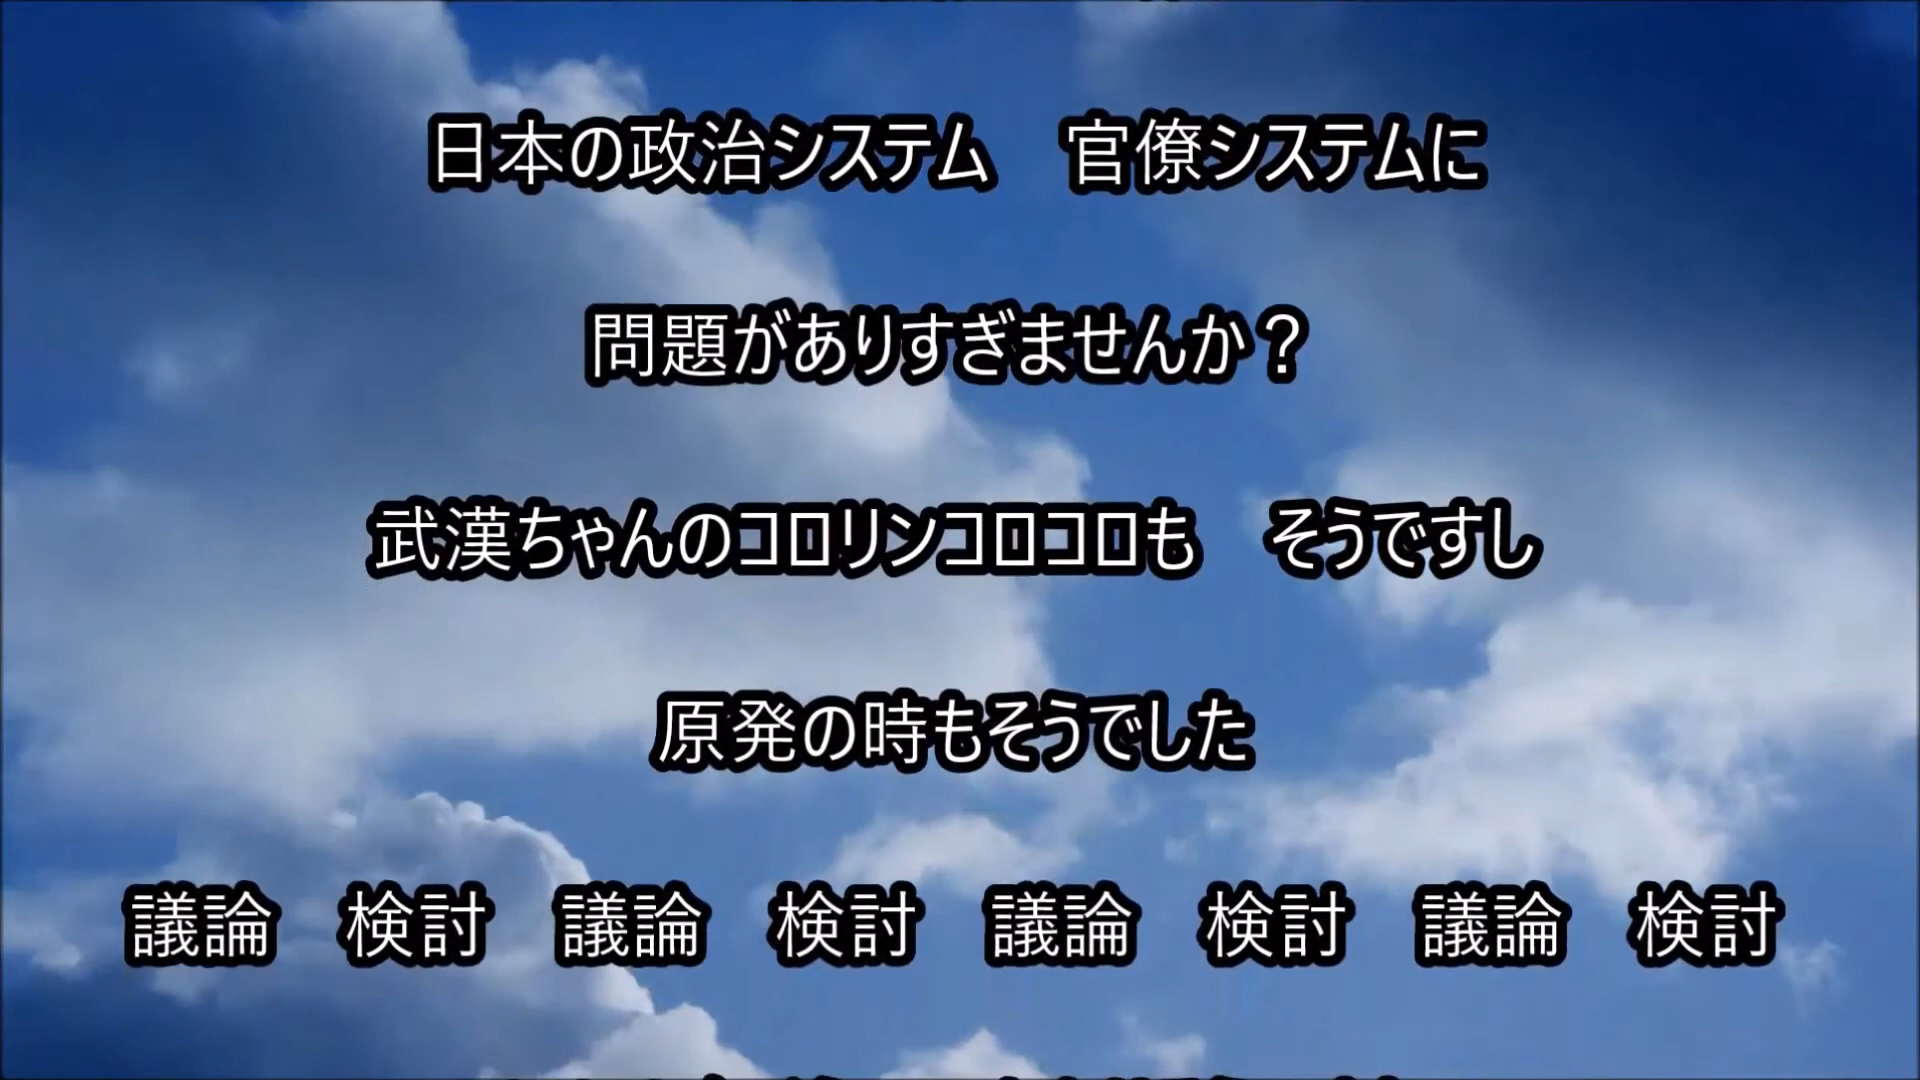 日本の政治システム　官僚システムに
問題がありすぎませんか？
武漢ちゃんのコロリンコロコロも　そうですし
原発の時もそうでした
議論　検討　議論　検討　議論　検討　議論　検討